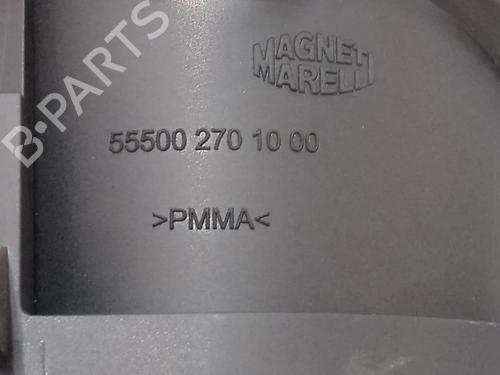 MAGNETI
MARELLI
B-PARTS
55500 270 10 00
>PMMA<